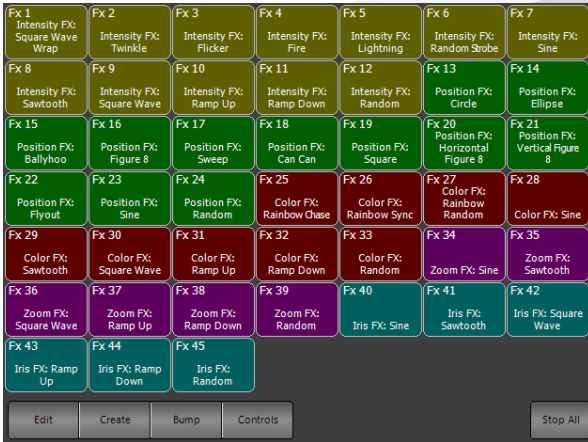 Fx 1
Intensity FX:
Square Wave
Wrap
Fx 2
Intensity FX:
Twinkle
Fx 3
Intensity FX:
Flicker
Fx 4
Intensity FX:
Fire
Fx 5
Intensity FX:
Lightning
Fx 6
Intensity FX:
Random Strobe
Fx 7
Intensity FX:
Sine
Fx 8
Intensity FX:
Sawtooth
Fx 9
Intensity FX:
Square Wave
Fx 10
Intensity FX:
Ramp Up
Fx 11
Intensity FX:
Ramp Down
Fx 12
Intensity FX:
Random
Fx 13
Position FX:
Circle
Fx 14
Position FX:
Ellipse
Fx 15
Position FX:
Ballyhoo
Fx 16
Position FX:
Figure 8
Fx 17
Position FX:
Sweep
Fx 18
Position FX:
Can Can
Fx 19
Position FX:
Square
Fx 20
Position FX:
Horizontal
Figure 8
Fx 21
Position FX:
Vertical Figure
8
Fx 22
Position FX:
Flyout
Fx 23
Position FX:
Sine
Fx 24
Position FX:
Random
Fx 25
Color FX:
Rainbow Chase
Fx 26
Color FX:
Rainbow Sync
Fx 27
Color FX:
Rainbow
Random
Fx 28
Color FX: Sine
Fx 29
Color FX:
Sawtooth
Fx 30
Color FX:
Square Wave
Fx 31
Color FX:
Ramp Up
Fx 32
Color FX:
Ramp Down
Fx 33
Color FX:
Random
Fx 34
Zoom FX: Sine
Fx 35
Zoom FX:
Sawtooth
Fx 36
Zoom FX:
Square Wave
Fx 37
Zoom FX:
Ramp Up
Fx 38
Zoom FX:
Ramp Down
Fx 39
Zoom FX:
Random
Fx 40
Iris FX: Sine
Fx 41
Iris FX:
Sawtooth
Fx 42
Iris FX: Square
Wave
Fx 43
Iris FX: Ramp
Up
Fx 44
Iris FX: Ramp
Down
Fx 45
Iris FX:
Random
Edit
Create
Bump
Controls
Stop All